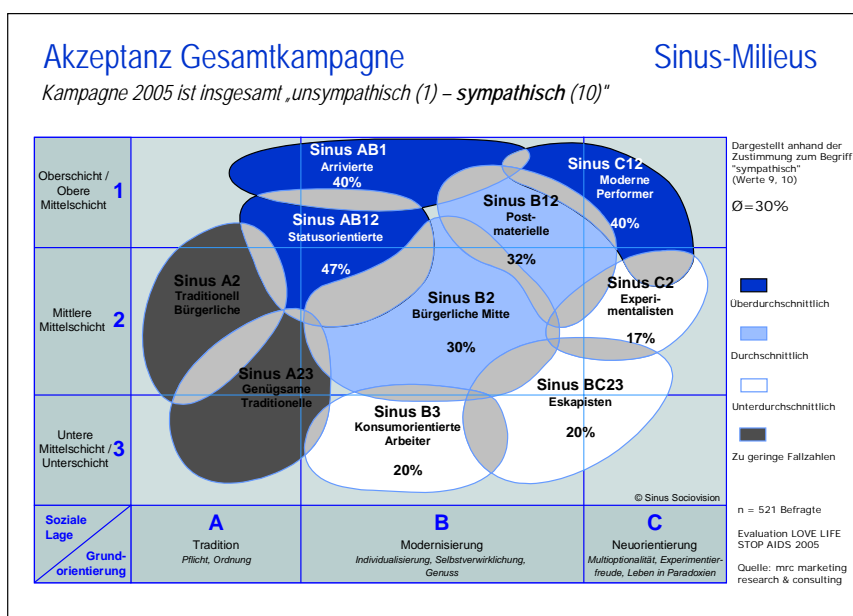 Akzeptanz Gesamtkampagne
Sinus-Milieus
Kampagne 2005 ist insgesamt „unsympathisch (1) – sympathisch (10)"
Oberschicht /
Obere
Mittelschicht
1
Mittlere
Mittelschicht
2
Untere
Mittelschicht /
Unterschicht
3
Sinus AB1
Arrivierte
40%
Sinus C12
Moderne
Performer
40%
Sinus B12
Post-
materielle
32%
Sinus AB12
Statusorientierte
47%
Sinus A2
Traditionell
Bürgerliche
Sinus B2
Bürgerliche Mitte
30%
Sinus C2
Experi-
mentalisten
17%
Sinus A23
Genügsame
Traditionelle
Sinus B3
Konsumorientierte
Arbeiter
20%
Sinus BC23
Eskapisten
20%
© Sinus Sociovision
Soziale
Lage
Grund-
orientierung
A
Tradition
Pflicht, Ordnung
B
Modernisierung
Individualisierung, Selbstverwirklichung,
Genuss
C
Neuorientierung
Multioptionalität, Experimentier-
freude, Leben in Paradoxien
Dargestellt anhand der
Zustimmung zum Begriff
"sympathisch"
(Werte 9, 10)
Ø=30%
Überdurchschnittlich
Durchschnittlich
Unterdurchschnittlich
Zu geringe Fallzahlen
n = 521 Befragte
Evaluation LOVE LIFE
STOP AIDS 2005
Quelle: mrc marketing
research & consulting